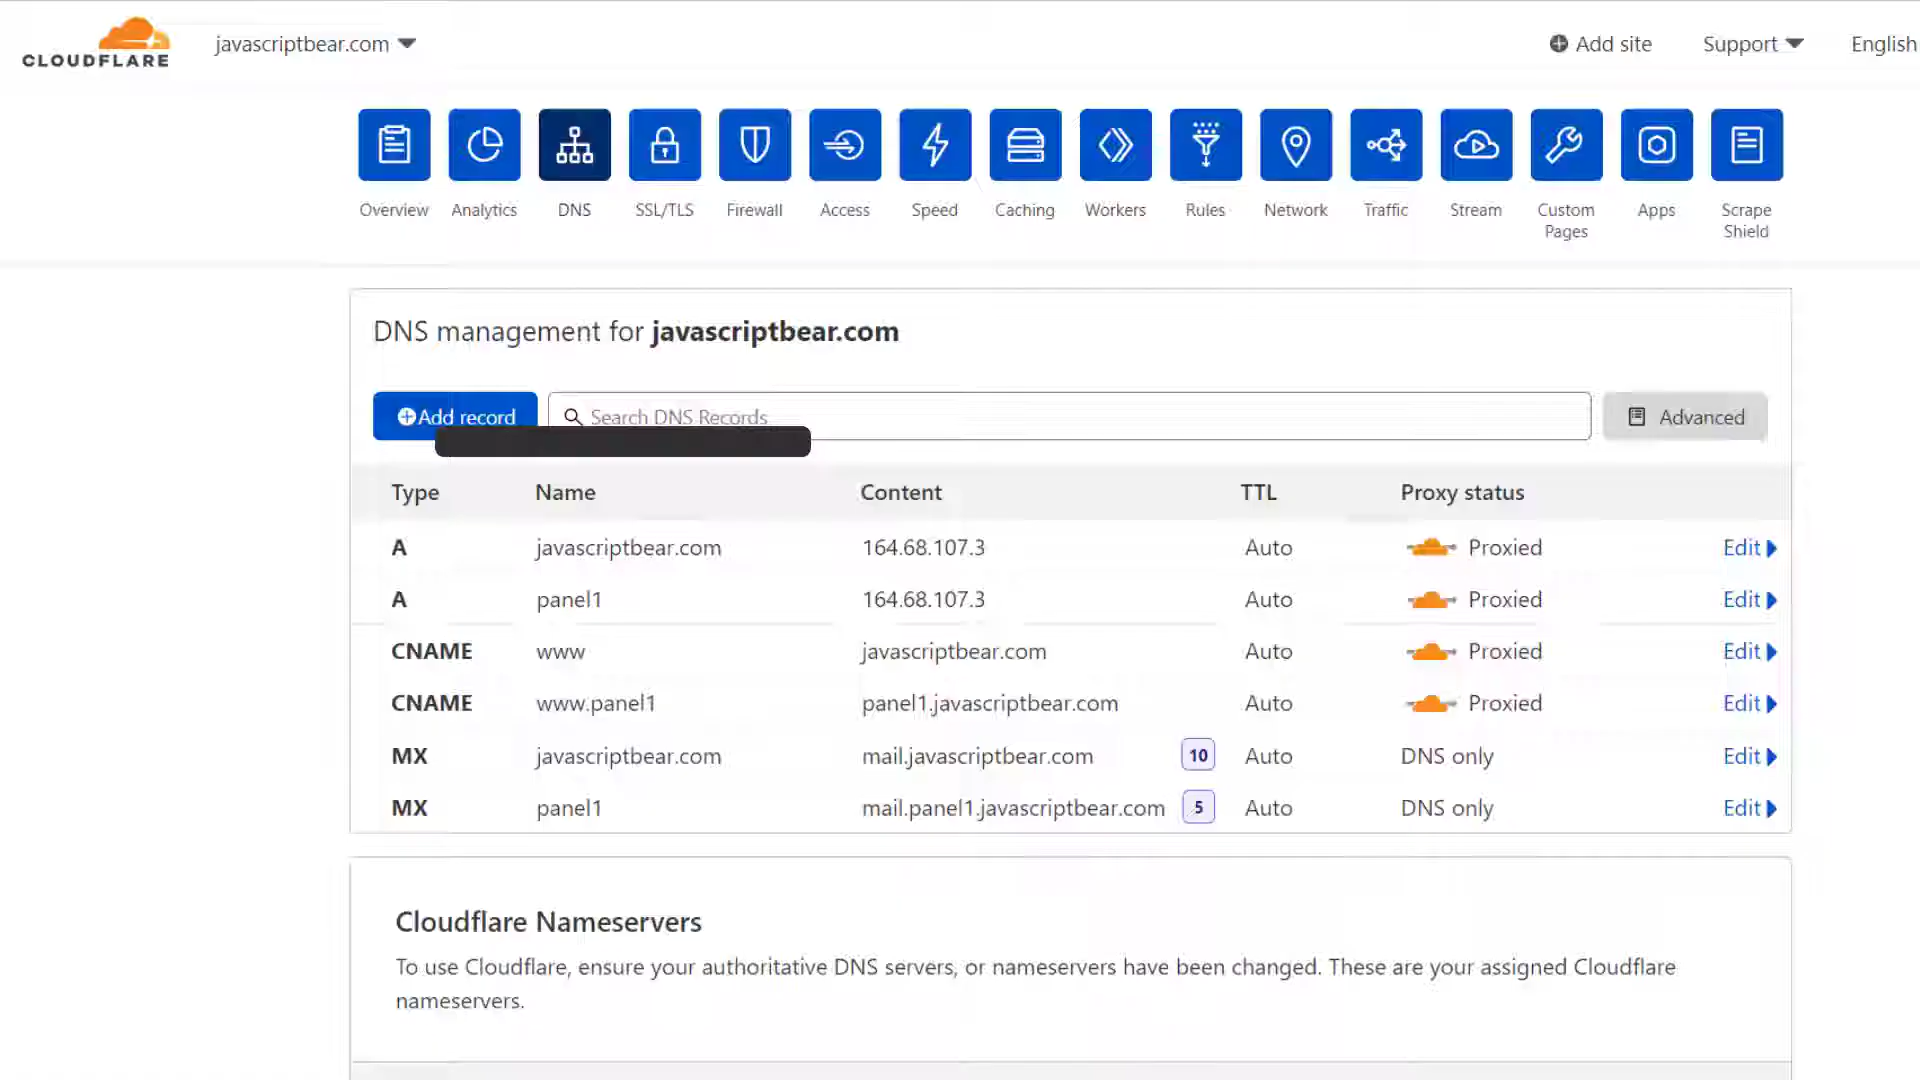 CLOUDFLARE
javascriptbear.com
Add site
Support
English
Overview
Analytics
DNS
SSL/TLS
Firewall
Access
Speed
Caching
Workers
Rules
Network
Traffic
Stream
Custom Pages
Apps
Scrape Shield
DNS management for javascriptbear.com
Add record
Search DNS Records
Advanced
Type Name Content TTL Proxy status
A javascriptbear.com 164.68.107.3 Auto Proxied Edit
A panel1 164.68.107.3 Auto Proxied Edit
CNAME www javascriptbear.com Auto Proxied Edit
CNAME www.panel1 panel1.javascriptbear.com Auto Proxied Edit
MX javascriptbear.com mail.javascriptbear.com 10 Auto DNS only Edit
MX panel1 mail.panel1.javascriptbear.com 5 Auto DNS only Edit
Cloudflare Nameservers
To use Cloudflare, ensure your authoritative DNS servers, or nameservers have been changed. These are your assigned Cloudflare
nameservers.